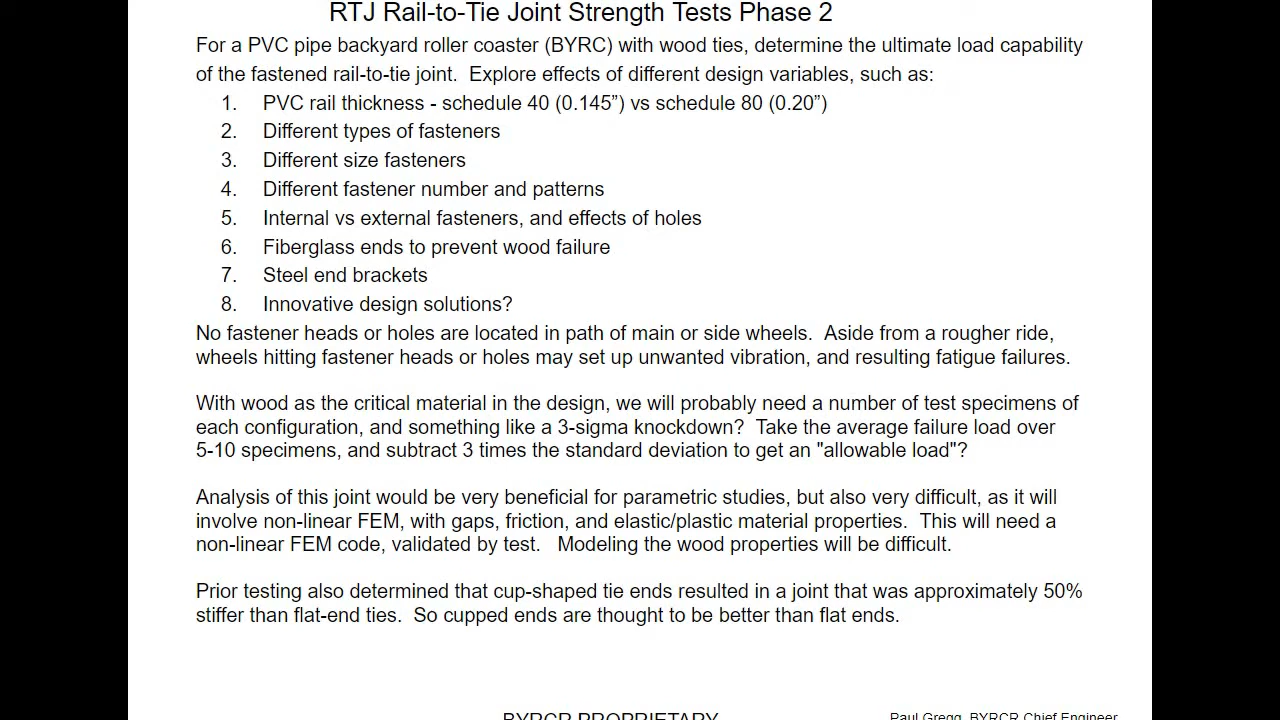 RTJ Rail-to-Tie Joint Strength Tests Phase 2
For a PVC pipe backyard roller coaster (BYRC) with wood ties, determine the ultimate load capability
of the fastened rail-to-tie joint.  Explore effects of different design variables, such as:
1. PVC rail thickness - schedule 40 (0.145”) vs schedule 80 (0.20”)
2. Different types of fasteners
3. Different size fasteners
4. Different fastener number and patterns
5. Internal vs external fasteners, and effects of holes
6. Fiberglass ends to prevent wood failure
7. Steel end brackets
8. Innovative design solutions?
No fastener heads or holes are located in path of main or side wheels.  Aside from a rougher ride,
wheels hitting fastener heads or holes may set up unwanted vibration, and resulting fatigue failures.
With wood as the critical material in the design, we will probably need a number of test specimens of
each configuration, and something like a 3-sigma knockdown?  Take the average failure load over
5-10 specimens, and subtract 3 times the standard deviation to get an "allowable load"?
Analysis of this joint would be very beneficial for parametric studies, but also very difficult, as it will
involve non-linear FEM, with gaps, friction, and elastic/plastic material properties.  This will need a
non-linear FEM code, validated by test.   Modeling the wood properties will be difficult.
Prior testing also determined that cup-shaped tie ends resulted in a joint that was approximately 50%
stiffer than flat-end ties.  So cupped ends are thought to be better than flat ends.
BYRCR PROPRIETARY
Paul Gregg, BYRCR Chief Engineer